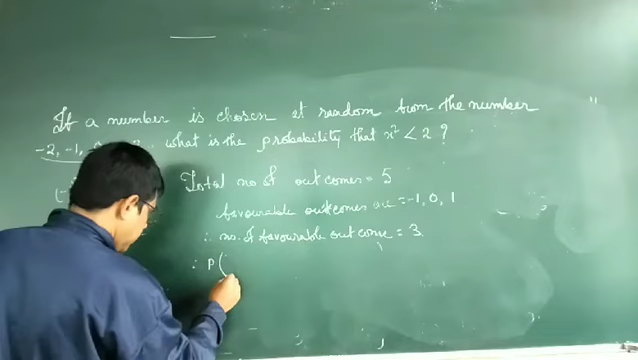 If a number is chosen at random from the number
-2, -1, what is the probability that x² < 2 ?
Total no of outcomes = 5
favourable outcomes are = -1, 0, 1
∴ no. of favourable outcome = 3
∴ P(